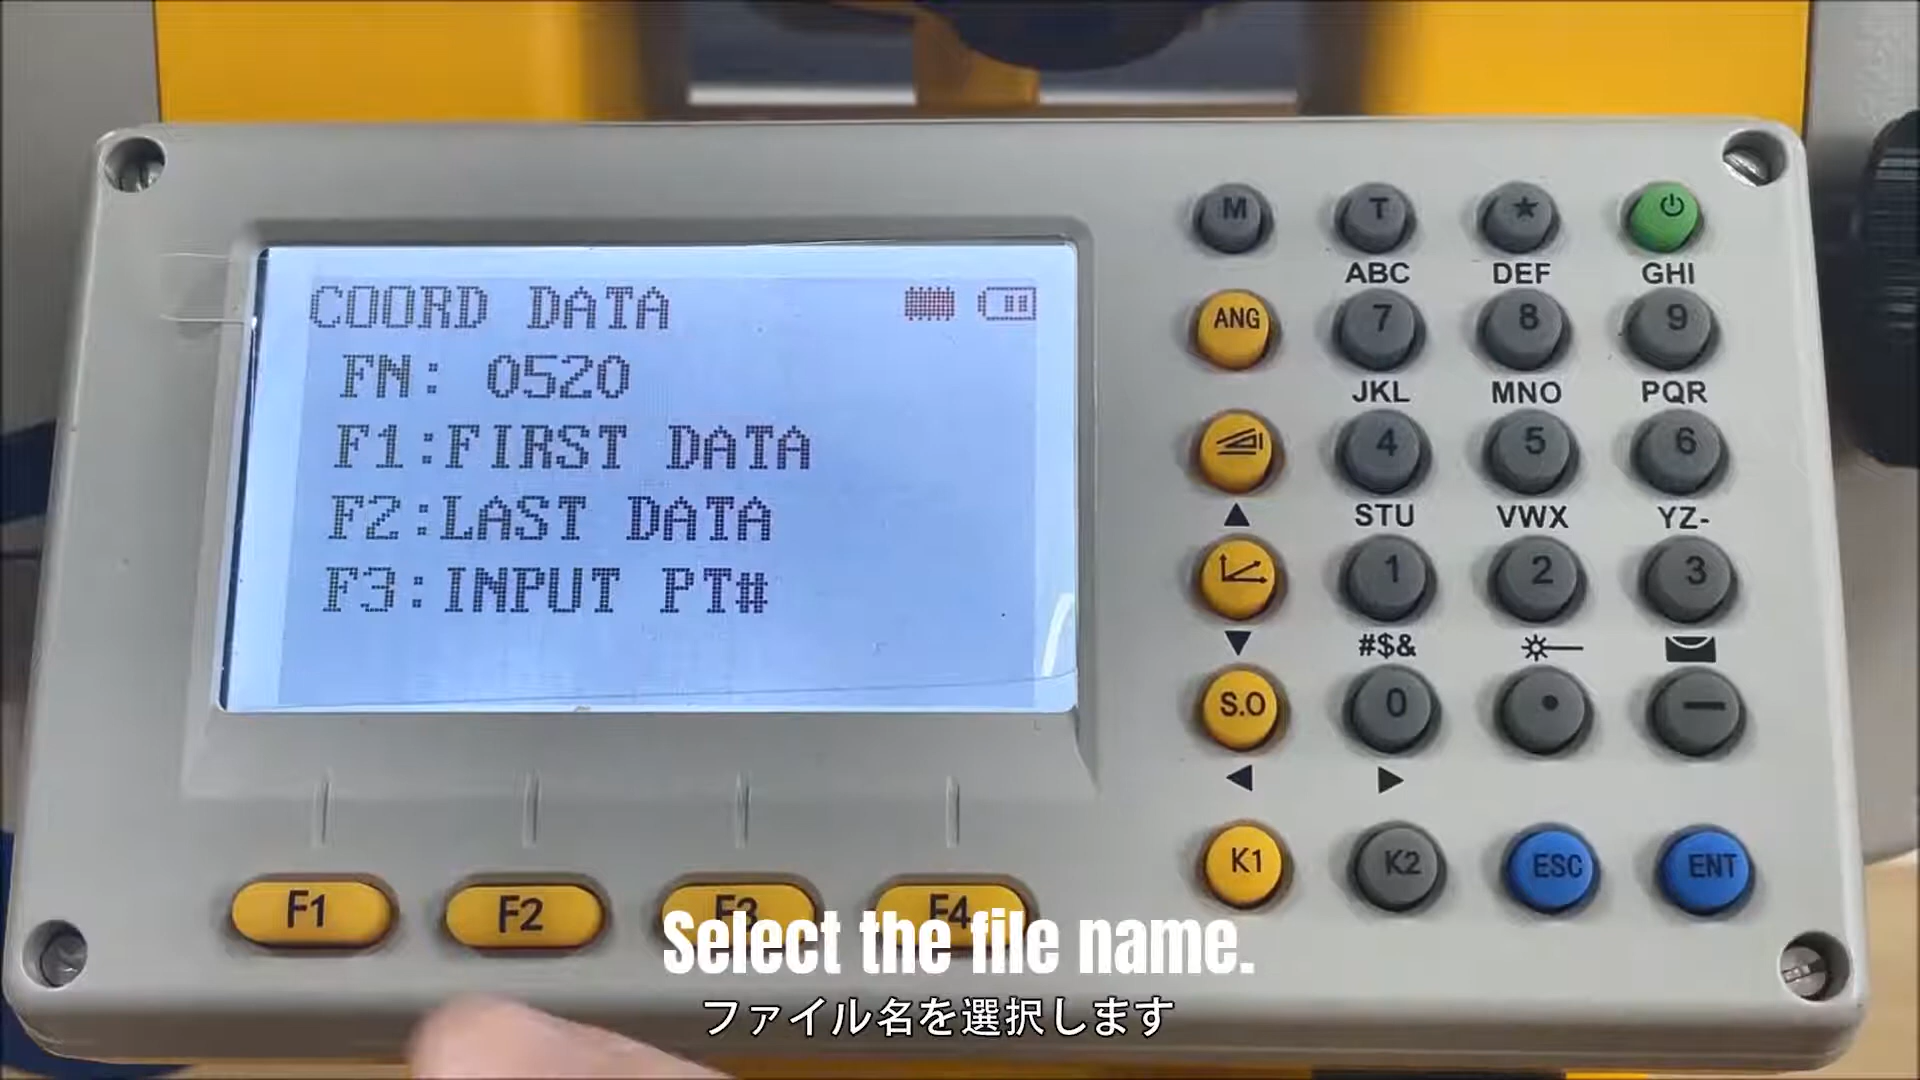 COORD DATA
FN: 0520
F1:FIRST DATA
F2:LAST DATA
F3:INPUT PT#
M
T
★
ABC
DEF
GHI
ANG
7
8
9
JKL
MNO
PQR
4
5
6
STU
VWX
YZ-
1
2
3
#$&
S.O
0
•
—
K1
K2
ESC
ENT
F1
F2
F3
F4
Select the file name.
ファイル名を選択します